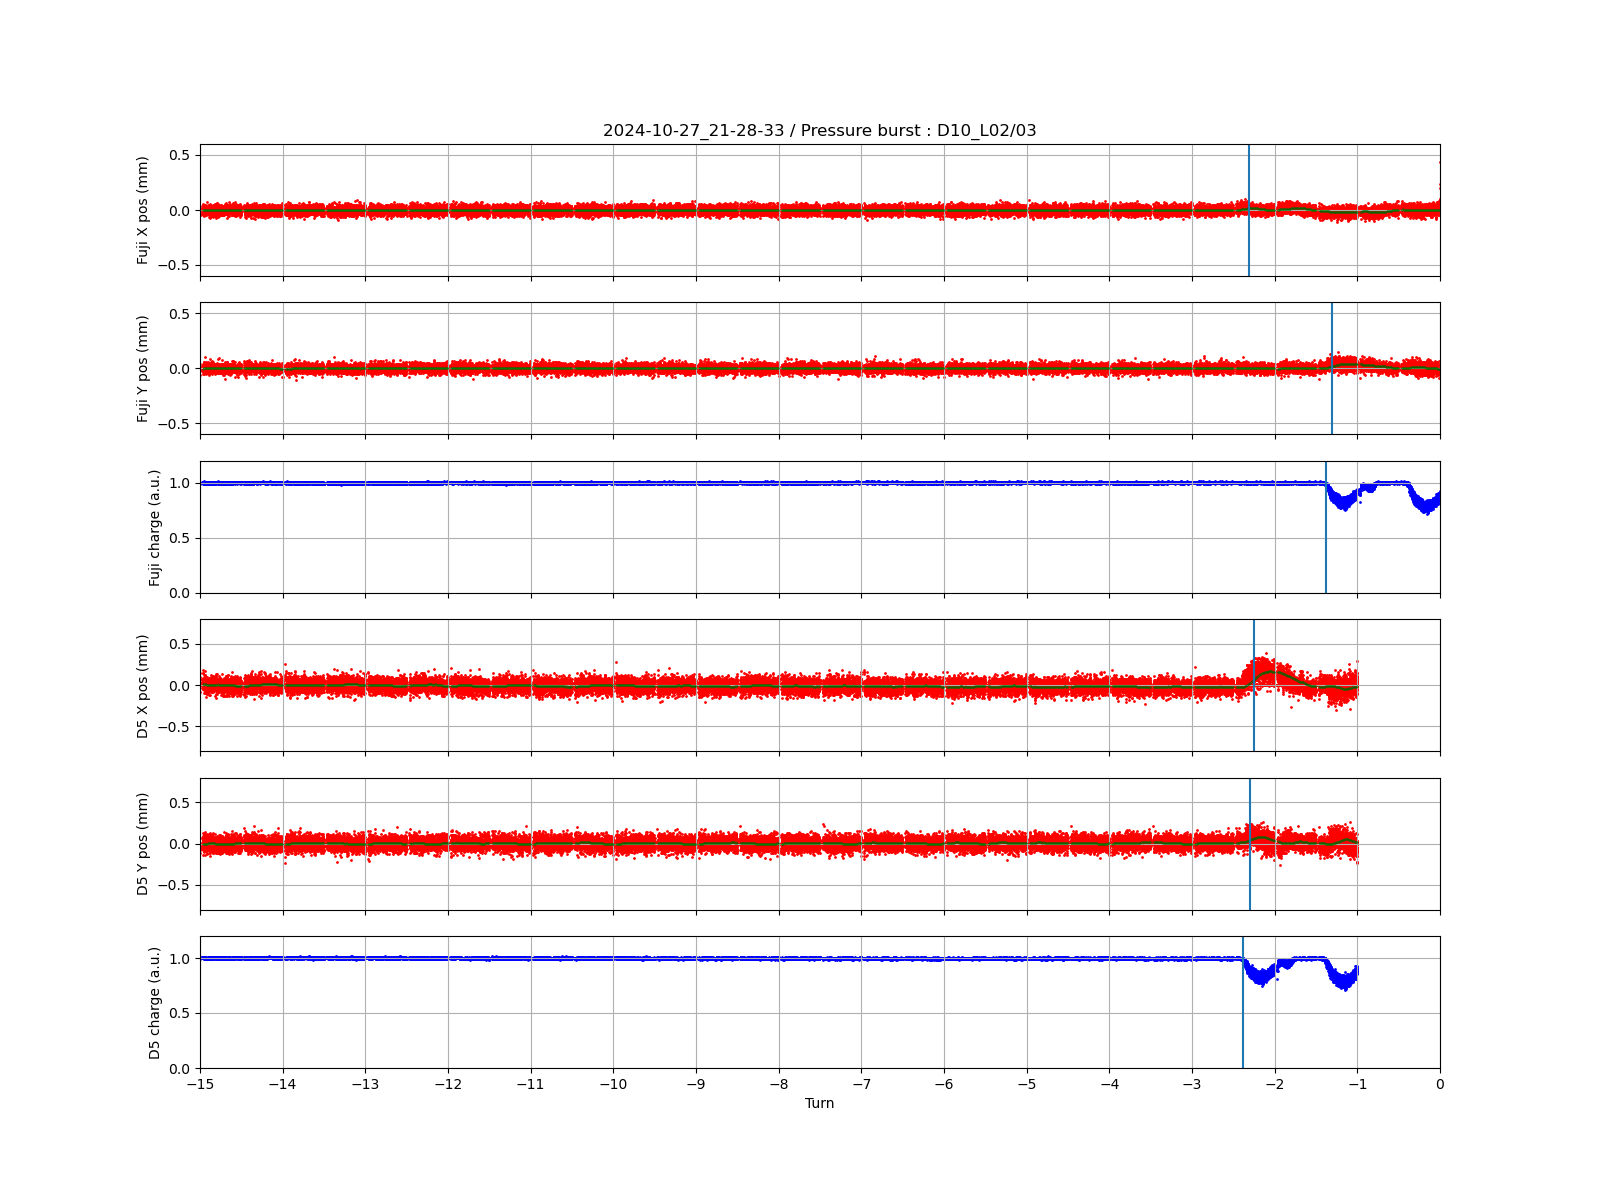 2024-10-27_21-28-33 / Pressure burst : D10_L02/03
Fuji X pos (mm)
0.5
0.0
−0.5
Fuji Y pos (mm)
0.5
0.0
−0.5
Fuji charge (a.u.)
1.0
0.5
0.0
D5 X pos (mm)
0.5
0.0
−0.5
D5 Y pos (mm)
0.5
0.0
−0.5
D5 charge (a.u.)
1.0
0.5
0.0
−15 −14 −13 −12 −11 −10 −9 −8 −7 −6 −5 −4 −3 −2 −1 0
Turn